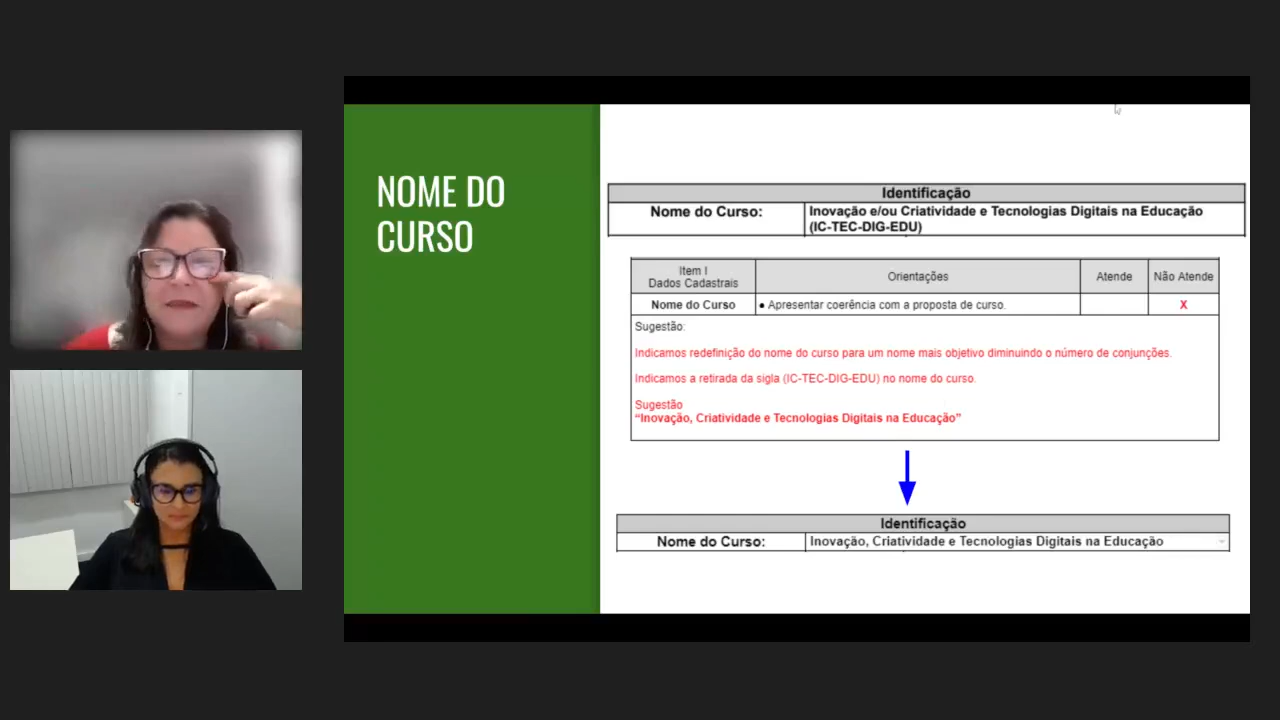 NOME DO
CURSO
Identificação
Nome do Curso: Inovação e/ou Criatividade e Tecnologias Digitais na Educação
(IC-TEC-DIG-EDU)
Item I
Dados Cadastrais
Orientações
Atende
Não Atende
Nome do Curso
● Apresentar coerência com a proposta de curso.
X
Sugestão:
Indicamos redefinição do nome do curso para um nome mais objetivo diminuindo o número de conjunções.
Indicamos a retirada da sigla (IC-TEC-DIG-EDU) no nome do curso.
Sugestão
“Inovação, Criatividade e Tecnologias Digitais na Educação”
Identificação
Nome do Curso: Inovação, Criatividade e Tecnologias Digitais na Educação